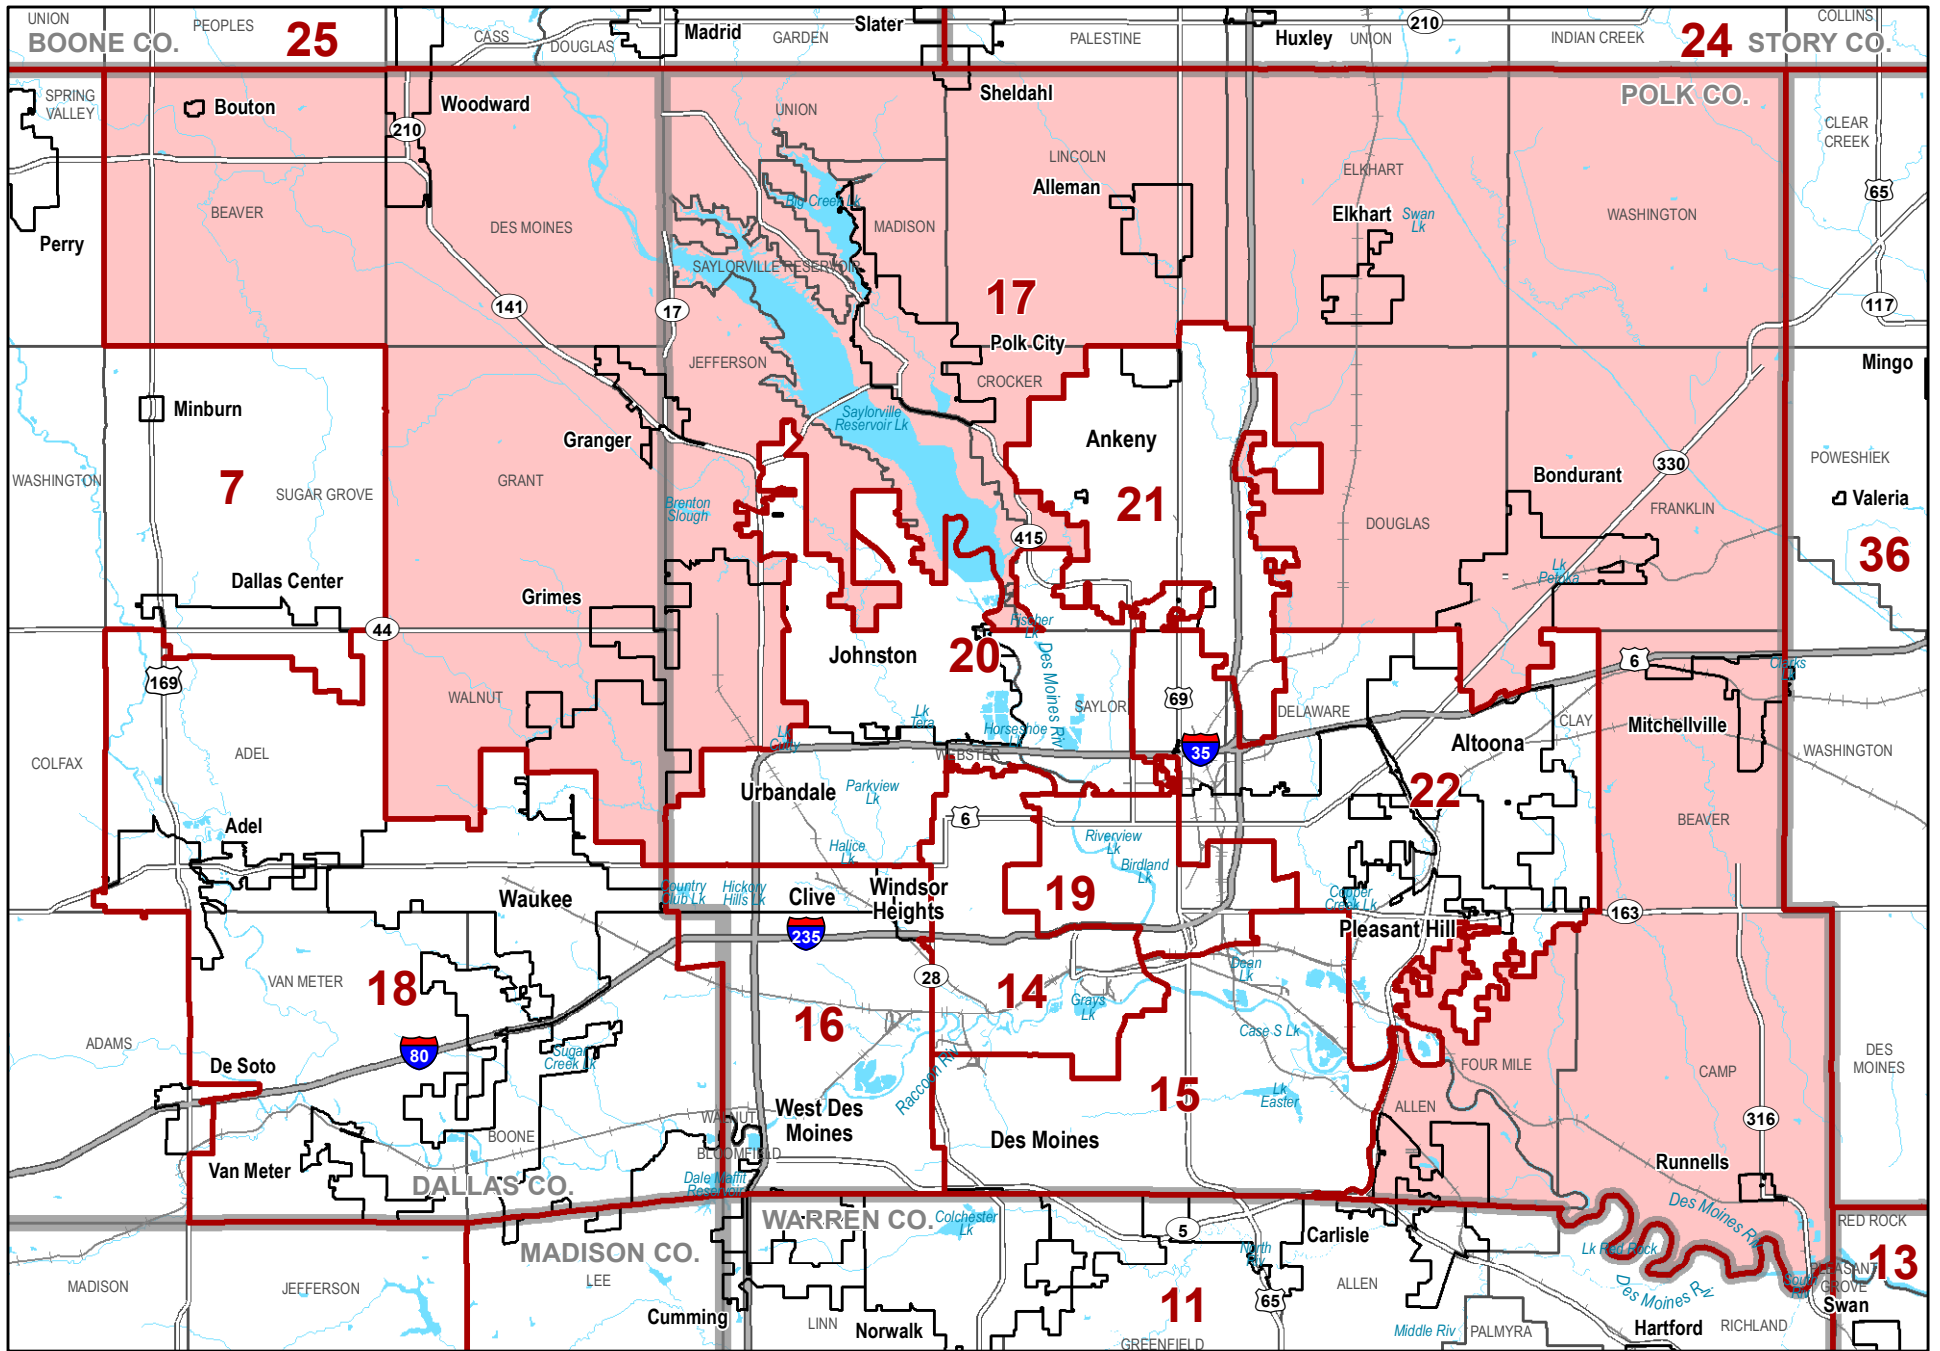 UNION
PEOPLES
BOONE CO.
25
CASS
DOUGLAS
Madrid
GARDEN
Slater
PALESTINE
Huxley
UNION
210
INDIAN CREEK
24
STORY CO.
COLLINS
SPRING
VALLEY
Bouton
210
Woodward
UNION
Sheldahl
POLK CO.
CLEAR
CREEK
LINCOLN
Alleman
ELKHART
Elkhart
Swan
Lk
WASHINGTON
65
Perry
BEAVER
DES MOINES
Big Creek Lk
MADISON
SAYLORVILLE RESERVOIR
117
141
17
17
Polk City
JEFFERSON
CROCKER
Mingo
Minburn
Saylorville
Reservoir Lk
Granger
Ankeny
7
WASHINGTON
SUGAR GROVE
GRANT
Brenton
Slough
21
330
Bondurant
FRANKLIN
DOUGLAS
POWESHIEK
Valeria
415
36
Lk
Petoka
Dallas Center
Grimes
44
Fischer
Lk
Johnston
20
Des Moines Riv
6
Clarks
169
WALNUT
69
SAYLOR
DELAWARE
CLAY
Mitchellville
Lk
Tera
Horseshoe
Lk
COLFAX
ADEL
Lk
Cuny
WEBSTER
35
Altoona
WASHINGTON
Urbandale
Parkview
Lk
22
6
BEAVER
Adel
Halice
Lk
Riverview
Lk
Birdland
Lk
Waukee
Country
Club Lk
Hickory
Hills Lk
Clive
Windsor
Heights
19
Copper
Creek Lk
163
235
Pleasant Hill
VAN METER
18
28
14
Grays
Lk
Dean
Lk
16
Case S Lk
ADAMS
De Soto
80
Sugar
Creek Lk
Raccoon Riv
FOUR MILE
CAMP
DES
MOINES
15
Lk
Easter
ALLEN
316
West Des
Moines
WALNUT
BOONE
BLOOMFIELD
Des Moines
Van Meter
DALLAS CO.
Dale Maffit
Reservoir
Runnells
Des Moines Riv
WARREN CO.
Colchester
Lk
5
Carlisle
North
Riv
Lk Red Rock
RED ROCK
13
MADISON CO.
MADISON
JEFFERSON
LEE
ALLEN
PLEASANT
GROVE
Cumming
LINN
Norwalk
11
65
GREENFIELD
Middle Riv
PALMYRA
Des Moines Riv
Hartford
RICHLAND
Swan